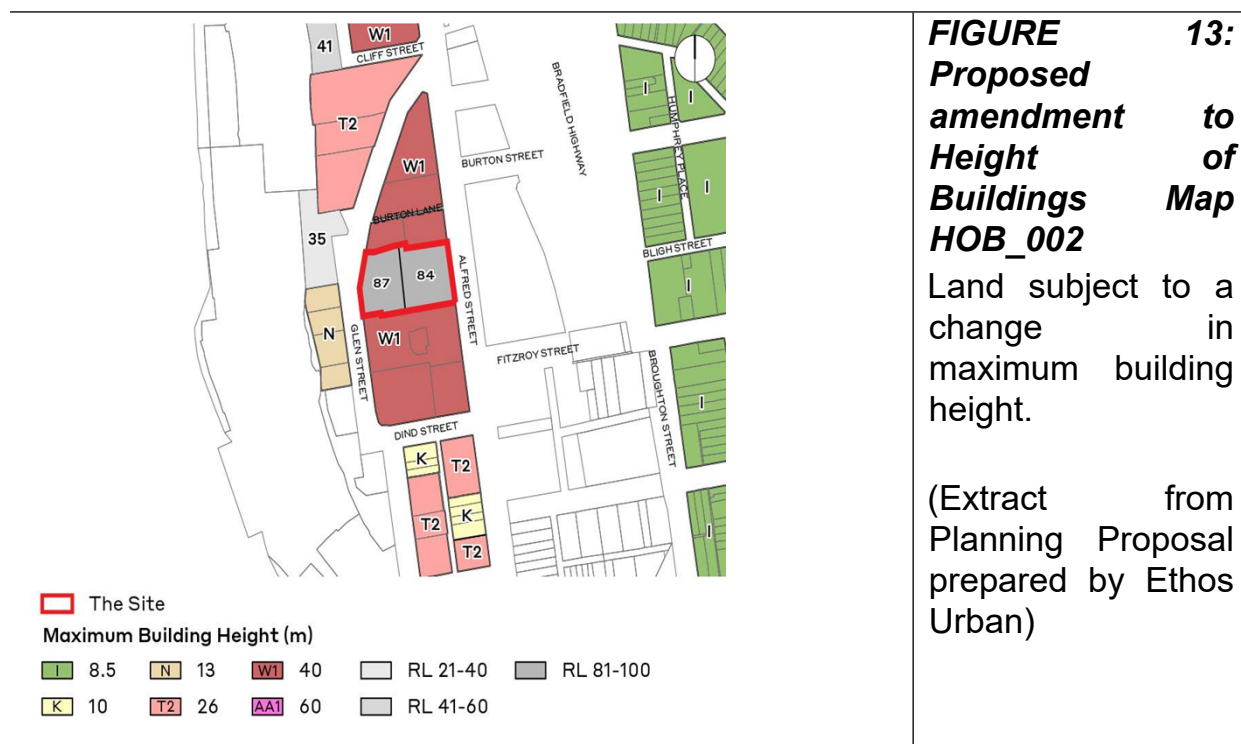 41
W1
CLIFF STREET
T2
BRADFIELD HIGHWAY
I
I
HUMPHREY PLACE
W1
BURTON STREET
I
I
BURTON LANE
35
BLIGH STREET
87
84
ALFRED STREET
I
N
GLEN STREET
W1
FITZROY STREET
BROUGHTON STREET
I
DIND STREET
K
T2
K
T2
I
T2
The Site
Maximum Building Height (m)
I 8.5 N 13 W1 40 RL 21-40 RL 81-100
K 10 T2 26 AA1 60 RL 41-60
FIGURE 13:
Proposed
amendment to
Height of
Buildings Map
HOB_002
Land subject to a
change in
maximum building
height.
(Extract from
Planning Proposal
prepared by Ethos
Urban)